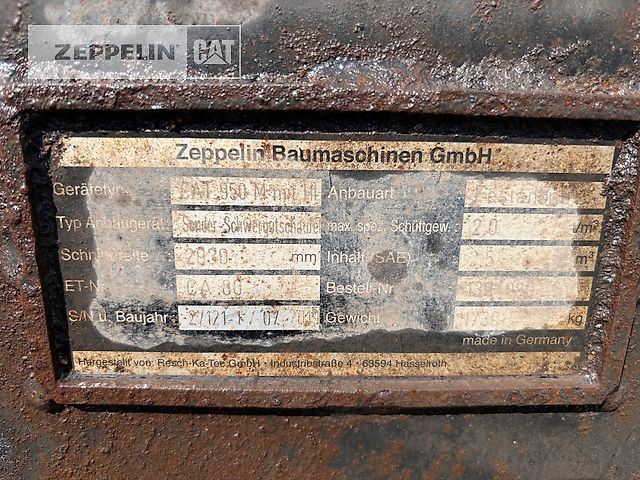 ZEPPELIN CAT
Zeppelin Baumaschinen GmbH
Gerätetyp CAT 950 M Anbauart
Typ Anbaugerät Sonder-Schwergutschaufel max. spez. Schüttgew. 2,0 t/m³
Schnittbreite 2930 mm Inhalt (SAE) m³
ET-Nr. CA 80 Bestell-Nr.
S/N u. Baujahr Gewicht kg
made in Germany
Hergestellt von: Resch-Ka-Tec GmbH • Industriestraße 4 • 63594 Hasselroth